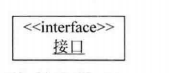 <<interface>>
接口